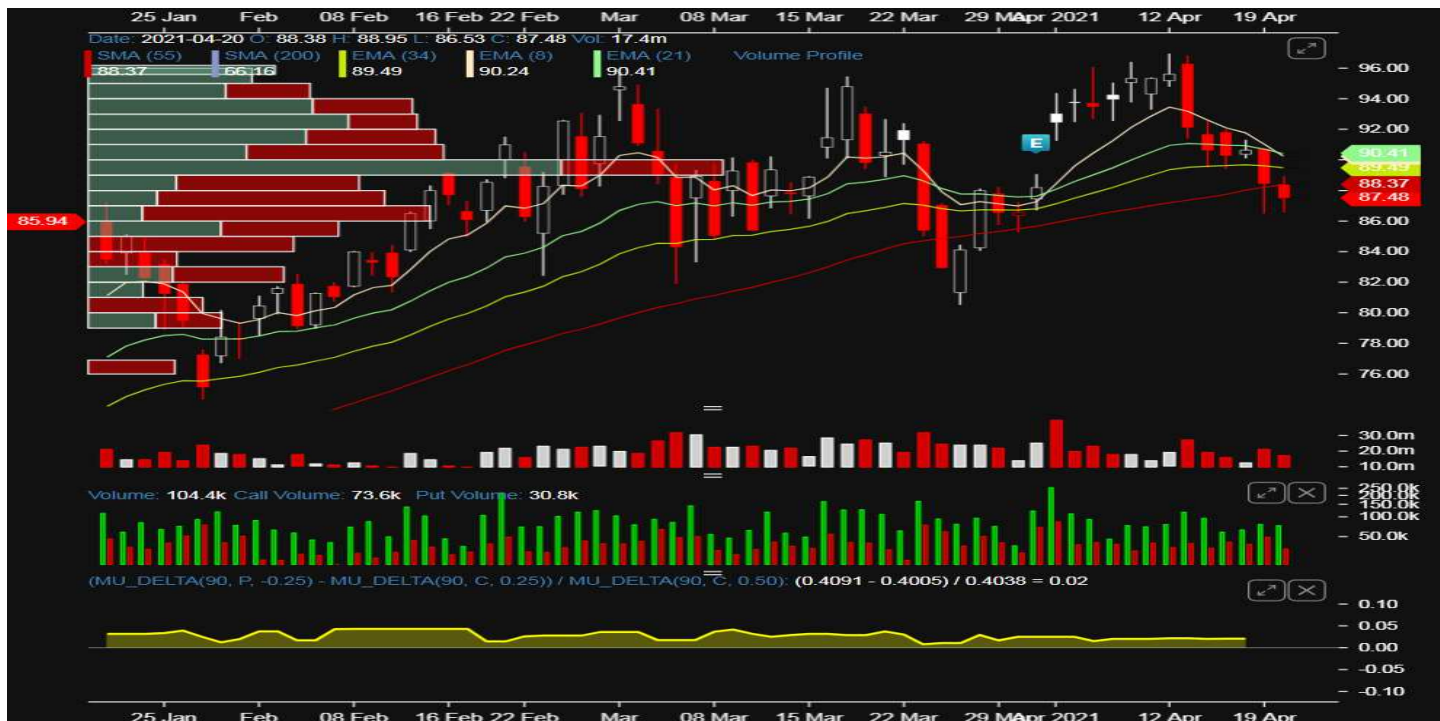 25 Jan Feb 08 Feb 16 Feb 22 Feb Mar 08 Mar 15 Mar 22 Mar 29 Apr 2021 12 Apr 19 Apr
Date: 2021-04-20 O: 88.38 H: 88.95 L: 86.53 C: 87.48 Vol: 17.4m
SMA (55) SMA (200) EMA (34) EMA (8) EMA (21) Volume Profile
88.37 66.16 89.49 90.24 90.41
96.00
94.00
92.00
90.41
89.49
88.37
87.48
85.94
86.00
84.00
82.00
80.00
78.00
76.00
30.0m
20.0m
10.0m
Volume: 104.4k Call Volume: 73.6k Put Volume: 30.8k
250.0k
200.0k
150.0k
100.0k
50.0k
E
(MU_DELTA(90, P, -0.25) - MU_DELTA(90, C, 0.25)) / MU_DELTA(90, C, 0.50): (0.4091 - 0.4005) / 0.4038 = 0.02
0.10
0.05
0.00
-0.05
-0.10
25 Jan Feb 08 Feb 16 Feb 22 Feb Mar 08 Mar 15 Mar 22 Mar 29 Apr 2021 12 Apr 19 Apr